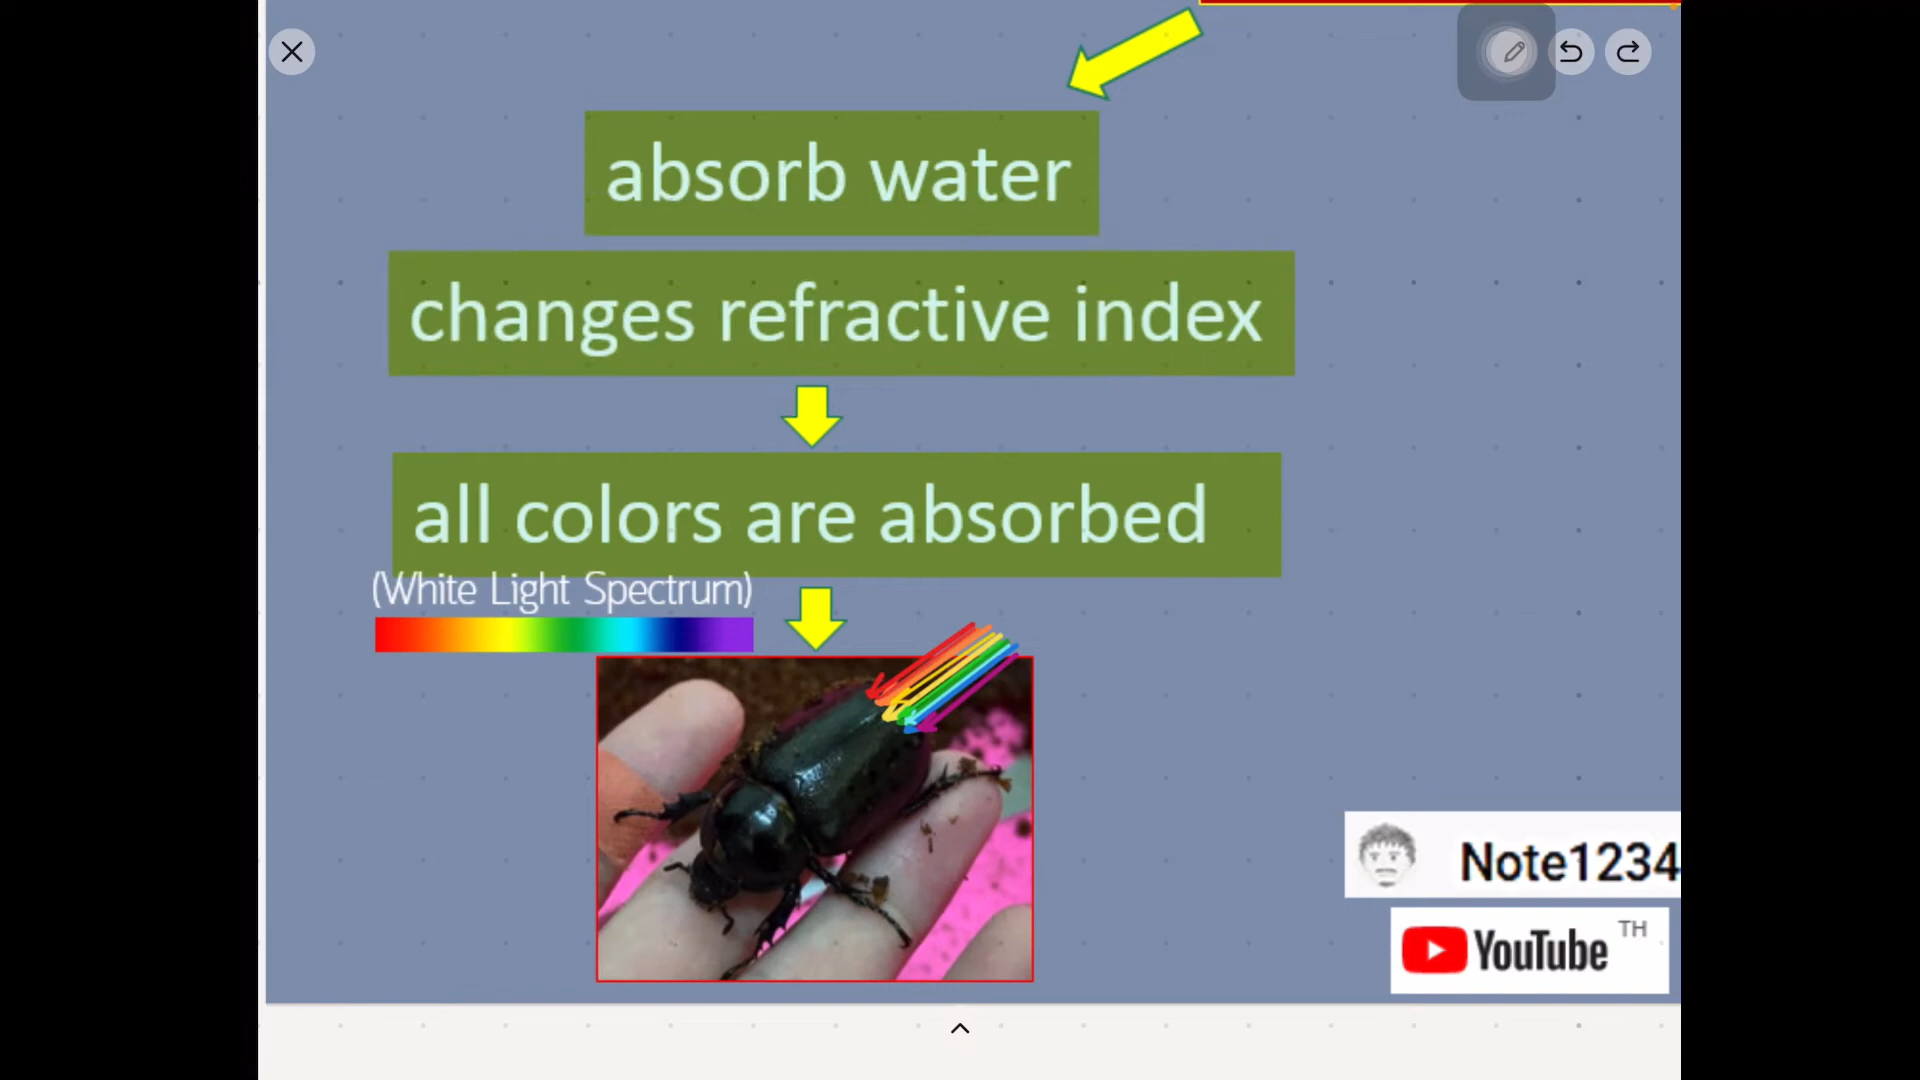 absorb water
changes refractive index
all colors are absorbed
(White Light Spectrum)
Note1234
YouTube TH